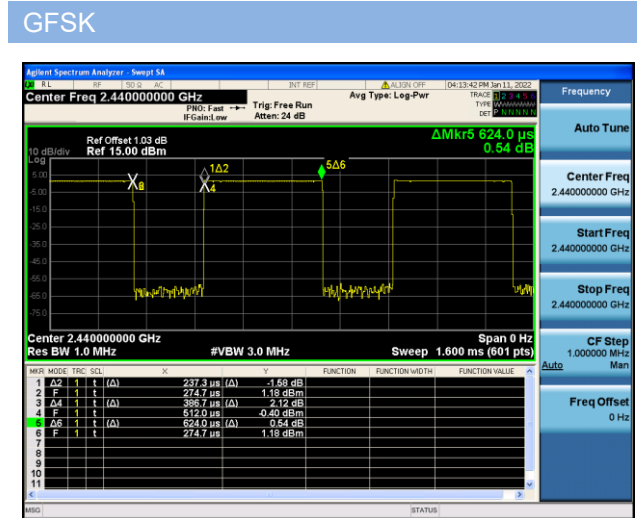 GFSK
Agilent Spectrum Analyzer - Swept SA
RL RF 50 Ω AC INT REF ALIGN OFF 04:13:42 PM Jan 11, 2022
Center Freq 2.440000000 GHz
PNO: Fast
IFGain:Low
Trig: Free Run
Atten: 24 dB
Avg Type: Log-Pwr
TRACE 1 2 3 4 5 6
TYPE WWWWWW
DET P N N N N N
Ref Offset 1.03 dB
Ref 15.00 dBm
10 dB/div
Log
ΔMkr5 624.0 µs
0.54 dB
1Δ2
5Δ6
4
5.00
-5.00
-15.0
-25.0
-35.0
-45.0
-55.0
-65.0
-75.0
Center 2.440000000 GHz
Span 0 Hz
Res BW 1.0 MHz
#VBW 3.0 MHz
Sweep 1.600 ms (601 pts)
MKR MODE TRC SCL X Y FUNCTION FUNCTION WIDTH FUNCTION VALUE
1 Δ2 1 t (Δ) 237.3 µs (Δ) -1.58 dB
2 F 1 t 274.7 µs 1.18 dBm
3 Δ4 1 t (Δ) 386.7 µs (Δ) 2.12 dB
4 F 1 t 512.0 µs -0.40 dBm
5 Δ6 1 t (Δ) 624.0 µs (Δ) 0.54 dB
6 F 1 t 274.7 µs 1.18 dBm
7
8
9
10
11
MSG
STATUS
Frequency
Auto Tune
Center Freq
2.440000000 GHz
Start Freq
2.440000000 GHz
Stop Freq
2.440000000 GHz
CF Step
1.000000 MHz
Auto Man
Freq Offset
0 Hz